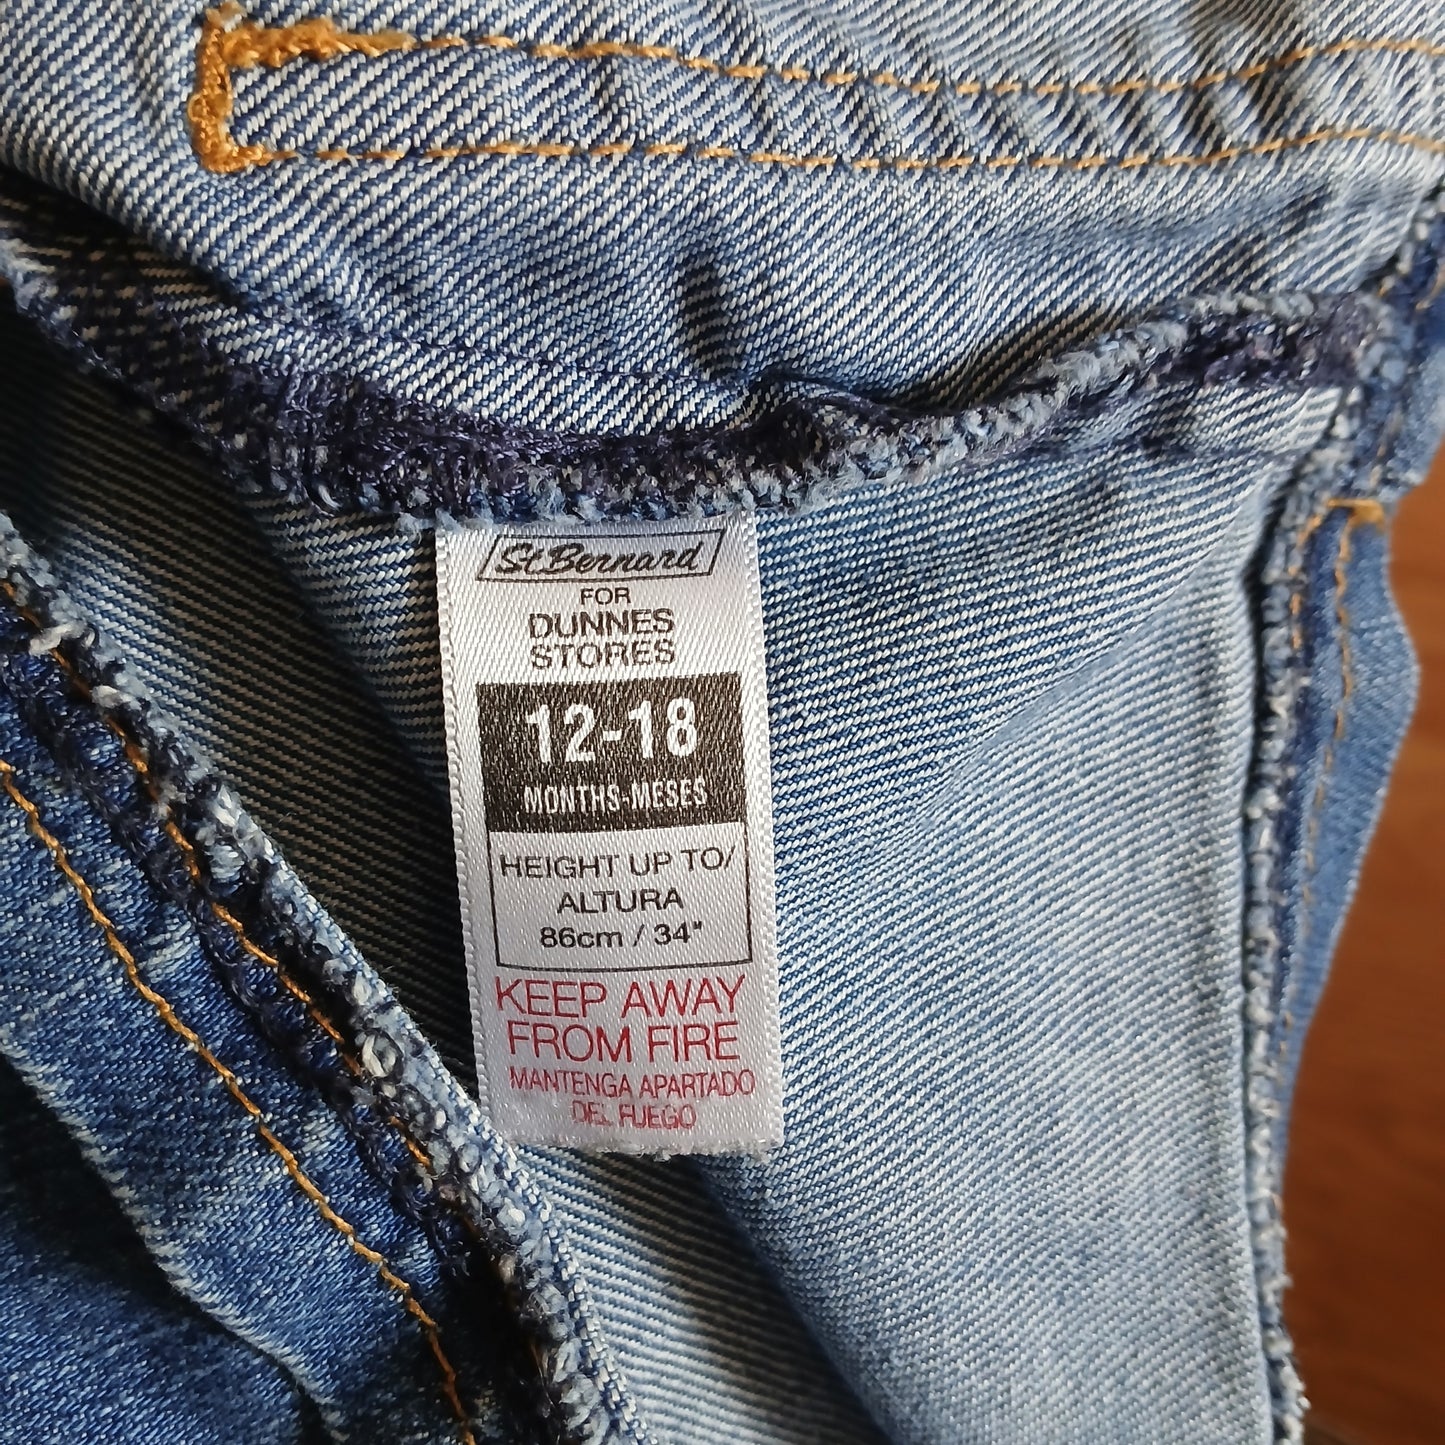 St Bernard
FOR
DUNNES
STORES
12-18
MONTHS-MESES
HEIGHT UP TO/
ALTURA
86cm / 34"
KEEP AWAY
FROM FIRE
MANTENGA APARTADO
DEL FUEGO